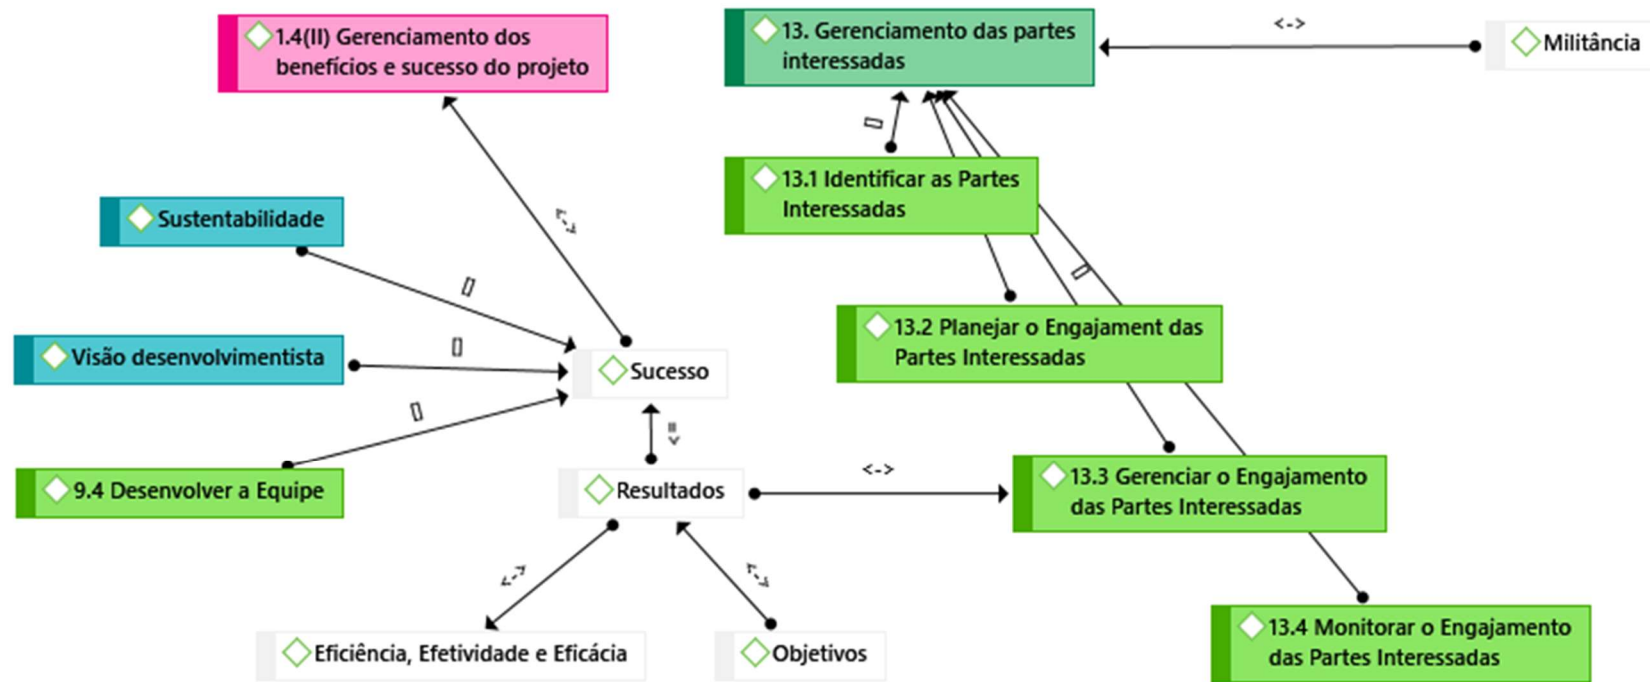 1.4(II) Gerenciamento dos
benefícios e sucesso do projeto
13. Gerenciamento das partes
interessadas
<->
Militância
[]
13.1 Identificar as Partes
Interessadas
Sustentabilidade
<->
[]
[]
13.2 Planejar o Engajament das
Partes Interessadas
Visão desenvolvimentista
[]
Sucesso
[]
=>
9.4 Desenvolver a Equipe
Resultados
<->
13.3 Gerenciar o Engajamento
das Partes Interessadas
<->
<->
Eficiência, Efetividade e Eficácia
Objetivos
13.4 Monitorar o Engajamento
das Partes Interessadas